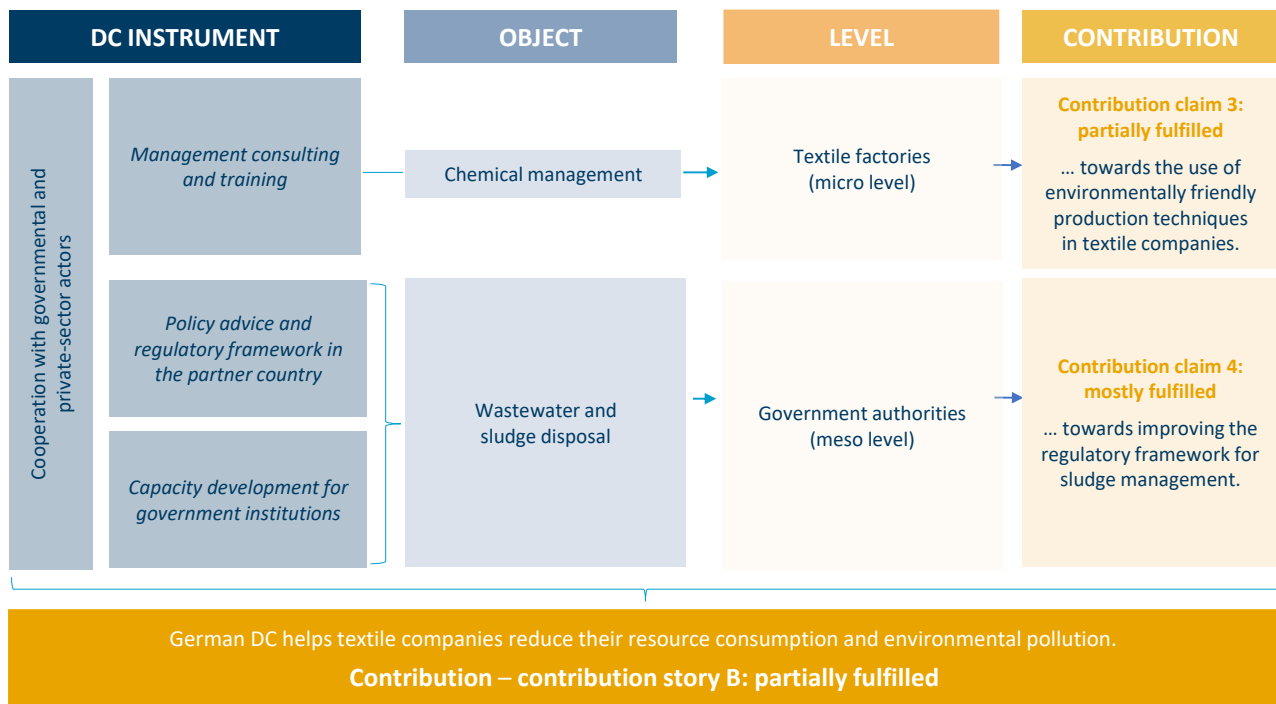 DC INSTRUMENT
OBJECT
LEVEL
CONTRIBUTION
Cooperation with governmental and
private-sector actors
Management consulting
and training
Chemical management
Textile factories
(micro level)
Contribution claim 3:
partially fulfilled
... towards the use of
environmentally friendly
production techniques
in textile companies.
Policy advice and
regulatory framework in
the partner country
Capacity development for
government institutions
Wastewater and
sludge disposal
Government authorities
(meso level)
Contribution claim 4:
mostly fulfilled
... towards improving the
regulatory framework for
sludge management.
German DC helps textile companies reduce their resource consumption and environmental pollution.
Contribution – contribution story B: partially fulfilled